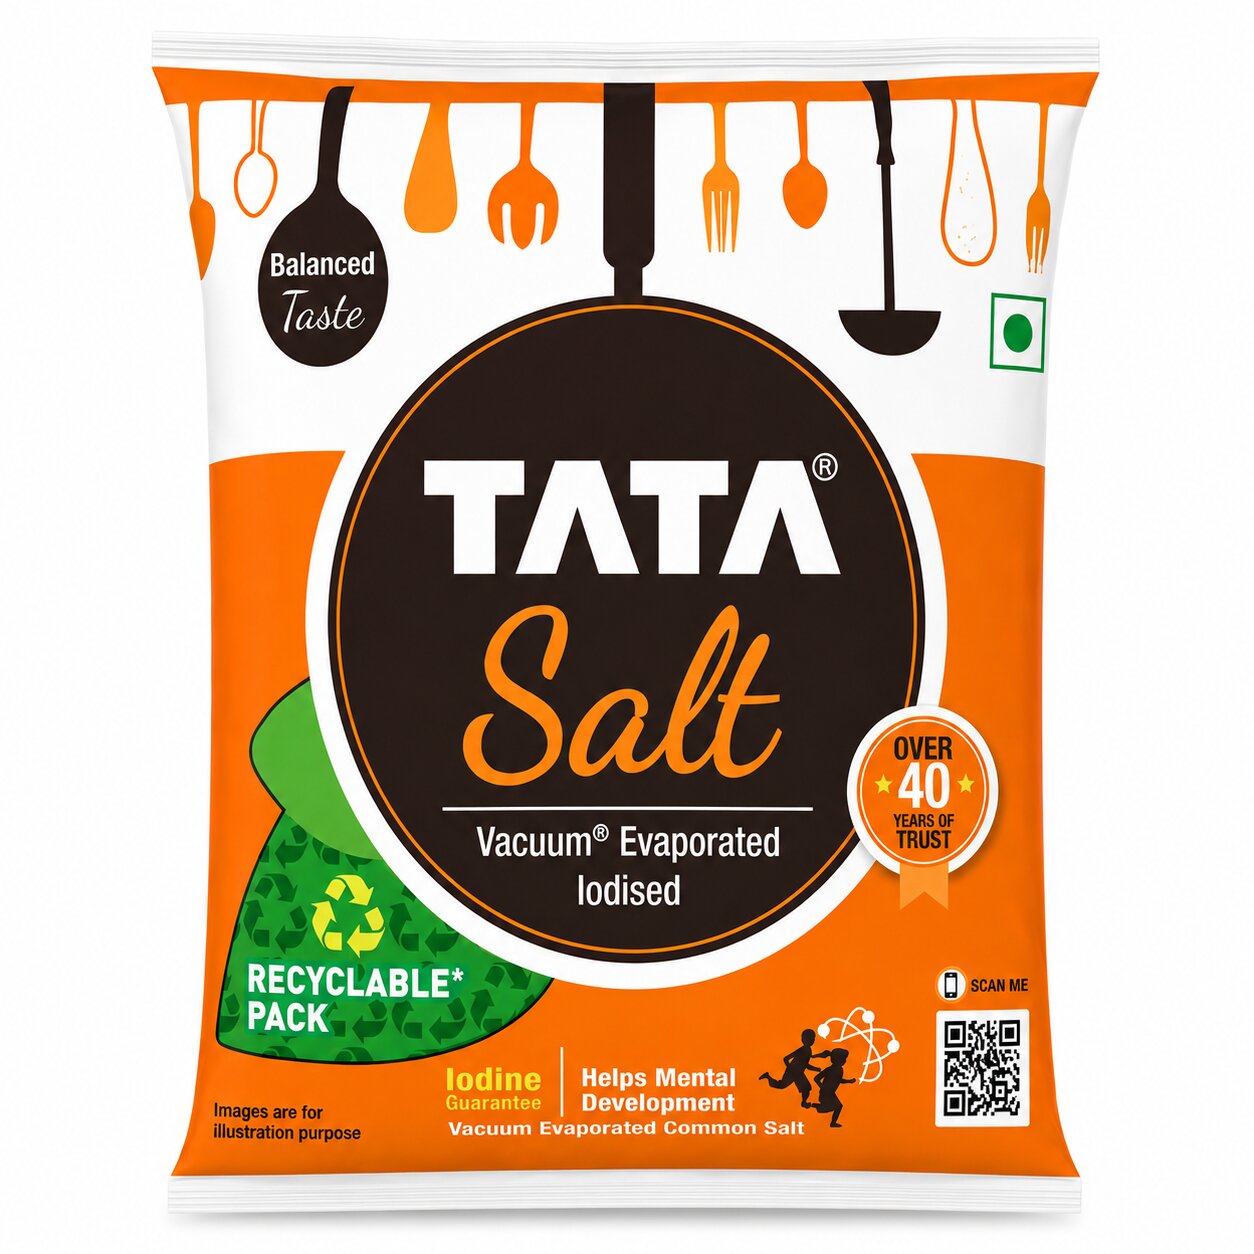 Balanced
Taste
TATA®
Salt
Vacuum® Evaporated
Iodised
OVER
40
YEARS OF
TRUST
RECYCLABLE*
PACK
SCAN ME
Iodine
Guarantee
Helps Mental
Development
Vacuum Evaporated Common Salt
Images are for
illustration purpose